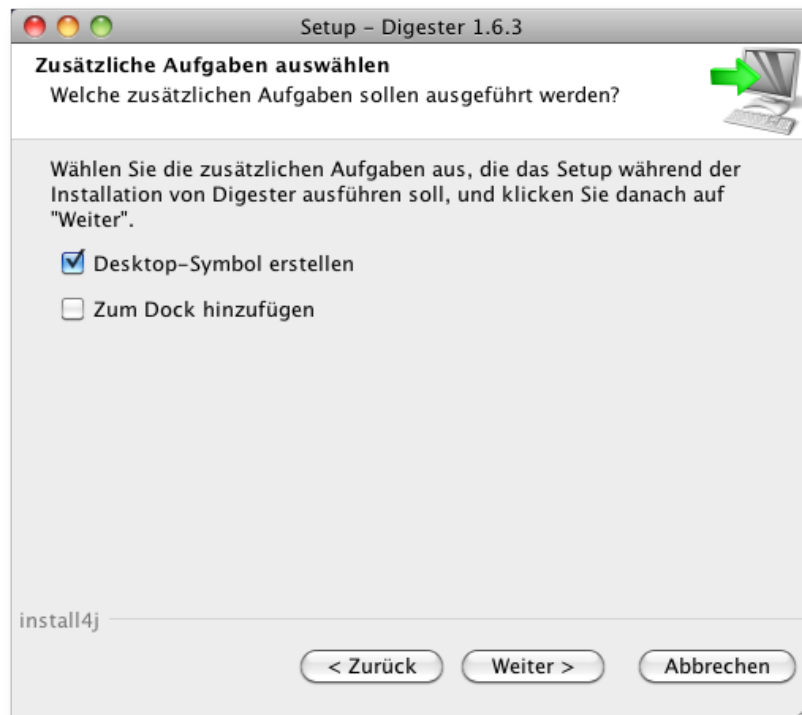 Setup – Digester 1.6.3
Zusätzliche Aufgaben auswählen
Welche zusätzlichen Aufgaben sollen ausgeführt werden?
Wählen Sie die zusätzlichen Aufgaben aus, die das Setup während der
Installation von Digester ausführen soll, und klicken Sie danach auf
"Weiter".
Desktop-Symbol erstellen
Zum Dock hinzufügen
install4j
< Zurück
Weiter >
Abbrechen